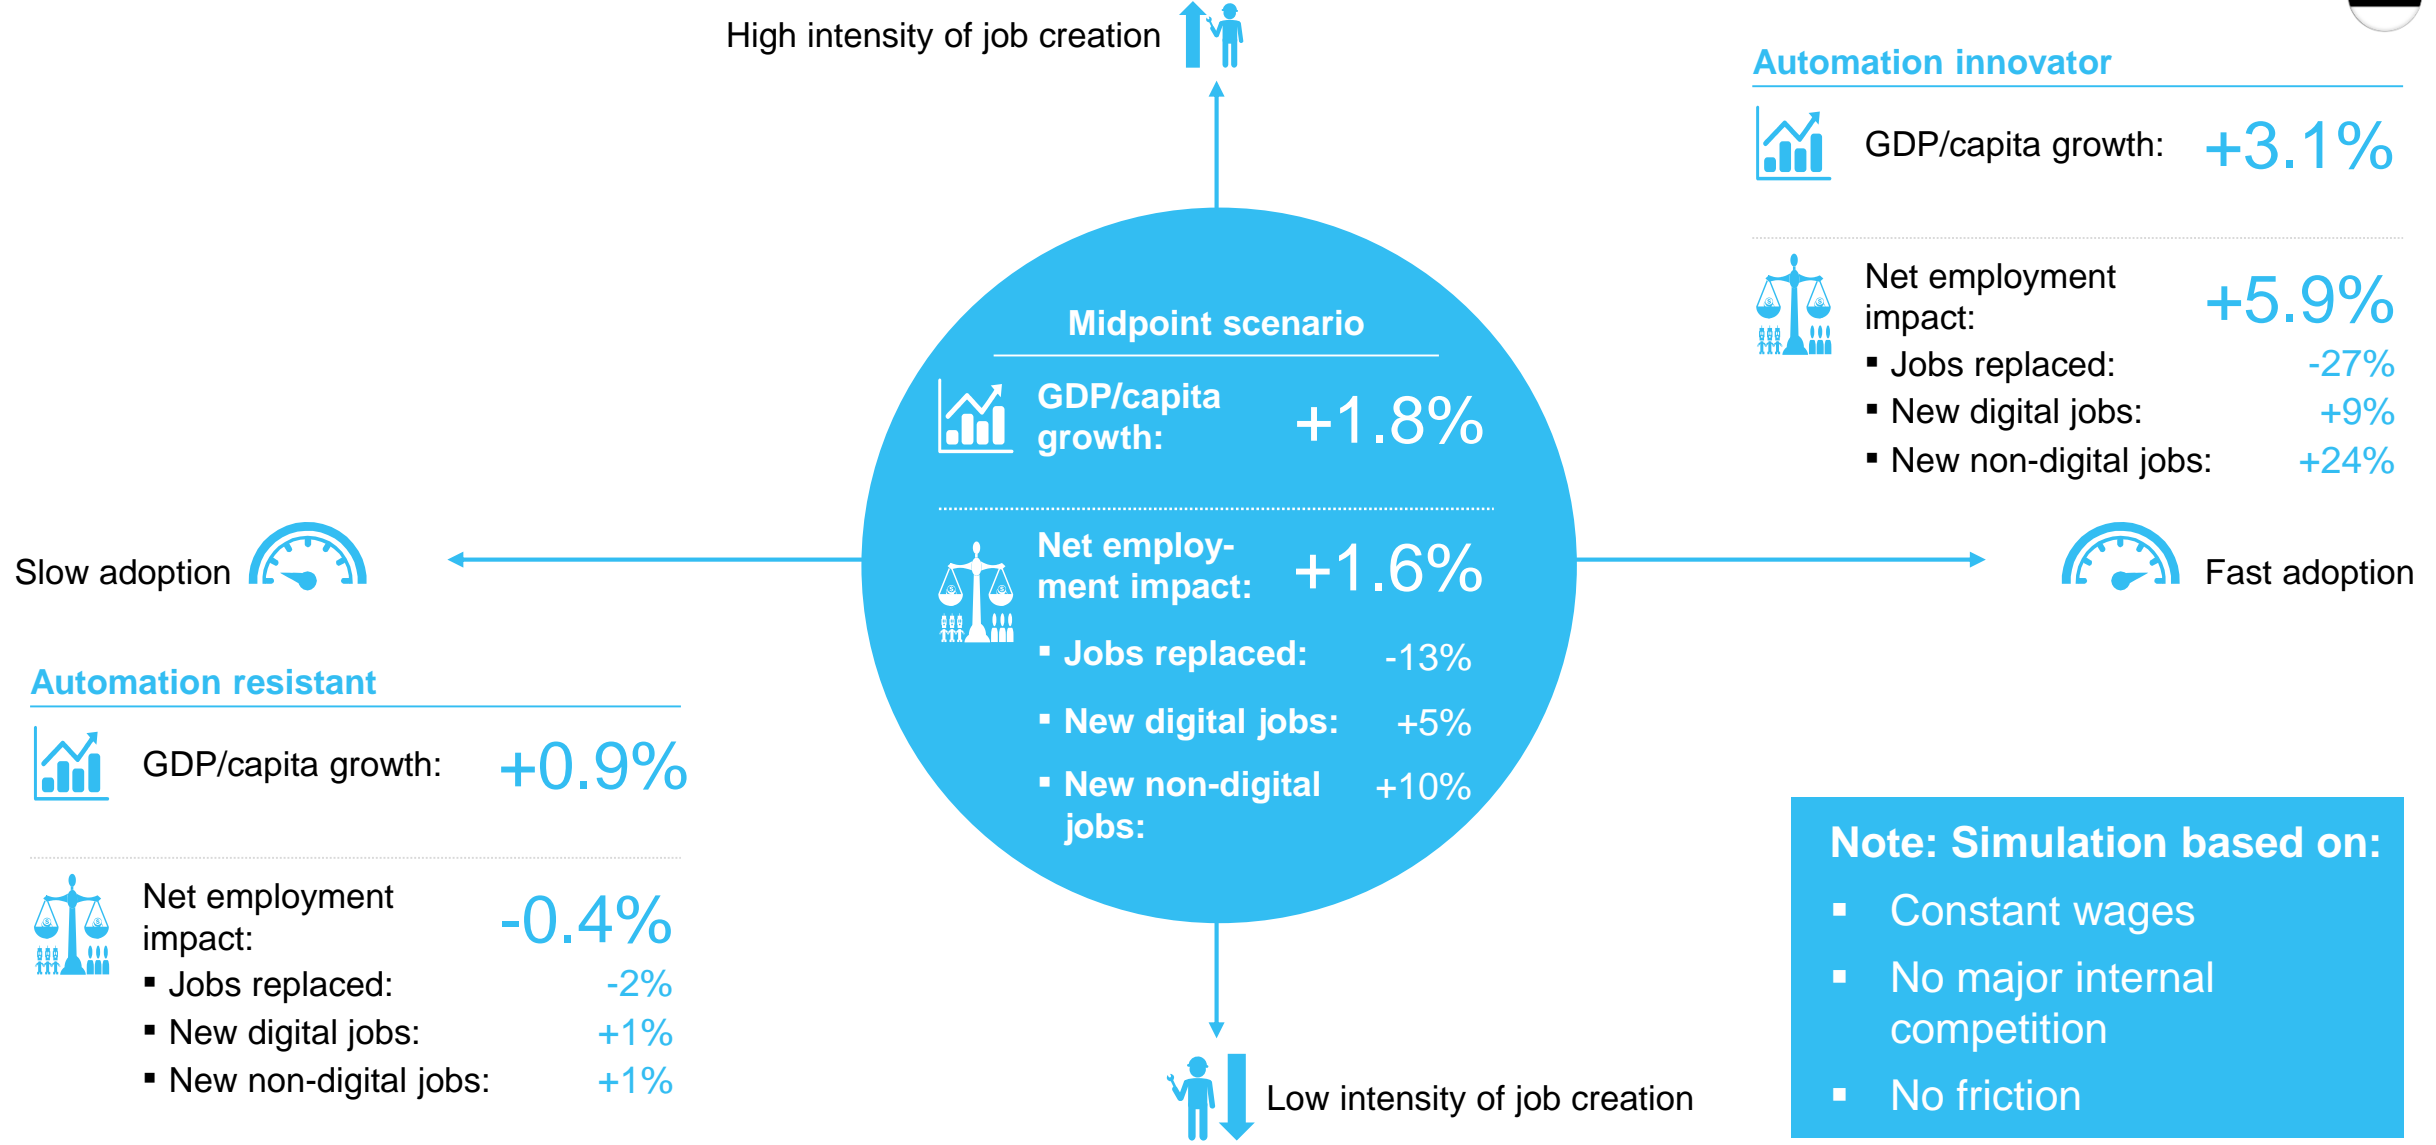 High intensity of job creation
Automation innovator
GDP/capita growth: +3.1%
Net employment
impact: +5.9%
▪ Jobs replaced: -27%
▪ New digital jobs: +9%
▪ New non-digital jobs: +24%
Midpoint scenario
GDP/capita
growth: +1.8%
Net employ-
ment impact: +1.6%
▪ Jobs replaced: -13%
▪ New digital jobs: +5%
▪ New non-digital +10%
jobs:
Slow adoption
Fast adoption
Automation resistant
GDP/capita growth: +0.9%
Net employment
impact: -0.4%
▪ Jobs replaced: -2%
▪ New digital jobs: +1%
▪ New non-digital jobs: +1%
Low intensity of job creation
Note: Simulation based on:
▪ Constant wages
▪ No major internal
competition
▪ No friction